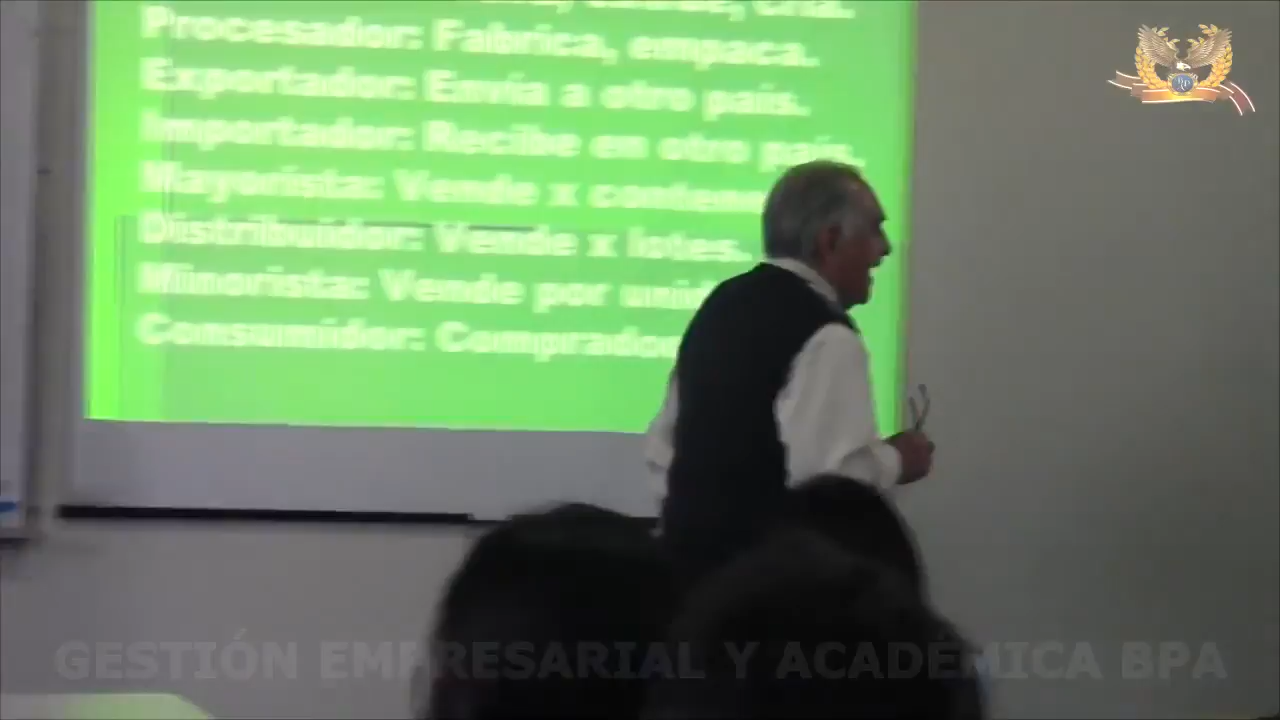 cría.
Procesador: Fabrica, empaca.
Exportador: Envía a otro país.
Importador: Recibe en otro país.
Mayorista: Vende x
Distribuidor: Vende x lotes.
Minorista: Vende por
Consumidor:
GESTIÓN EMPRESARIAL Y ACADÉMICA BPA